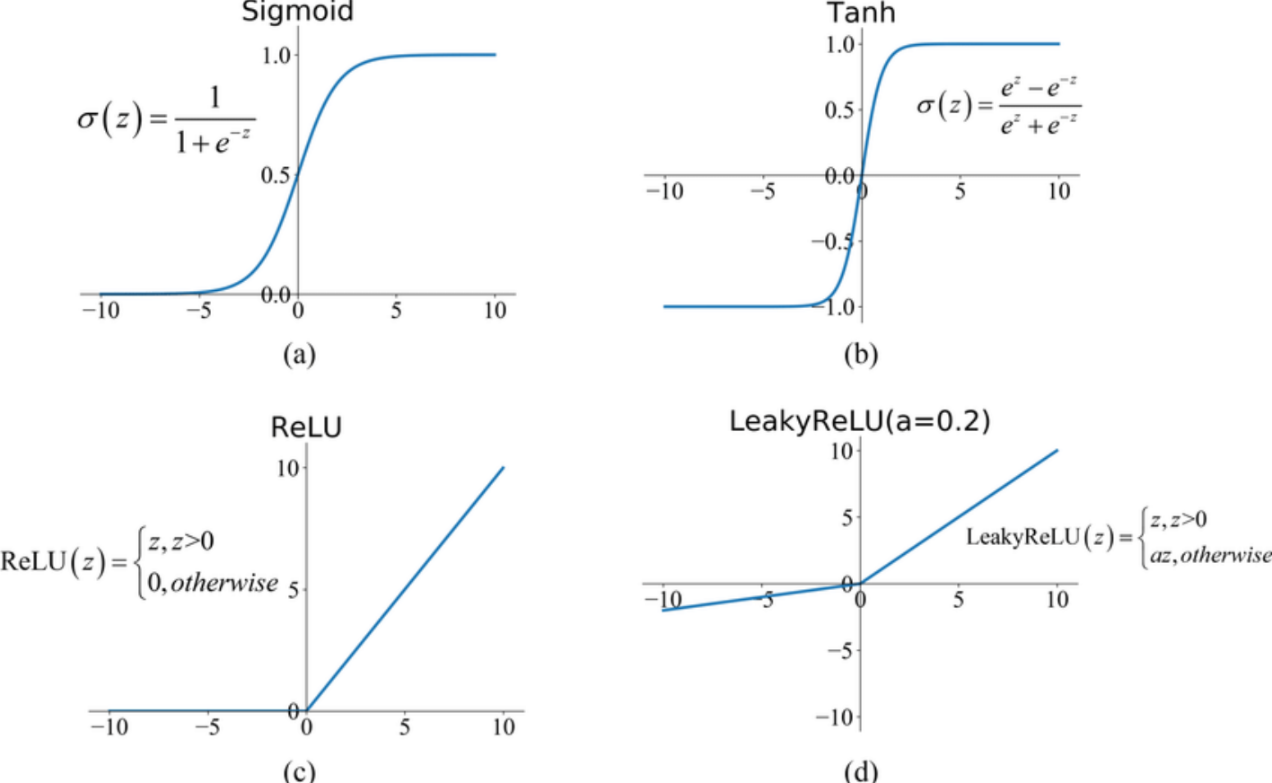 Sigmoid
1.0
σ(z) = 1 / (1 + e^{-z})
0.5
0.0
−10 −5 0 5 10
(a)
Tanh
1.0
σ(z) = (e^z − e^{-z}) / (e^z + e^{-z})
0.5
0.0
−10 −5 0 5 10
−0.5
−1.0
(b)
ReLU
10
ReLU(z) = { z, z>0
0, otherwise
5
0
−10 −5 0 5 10
(c)
LeakyReLU(a=0.2)
10
5
LeakyReLU(z) = { z, z>0
az, otherwise
0
−10 −5 0 5 10
−5
−10
(d)